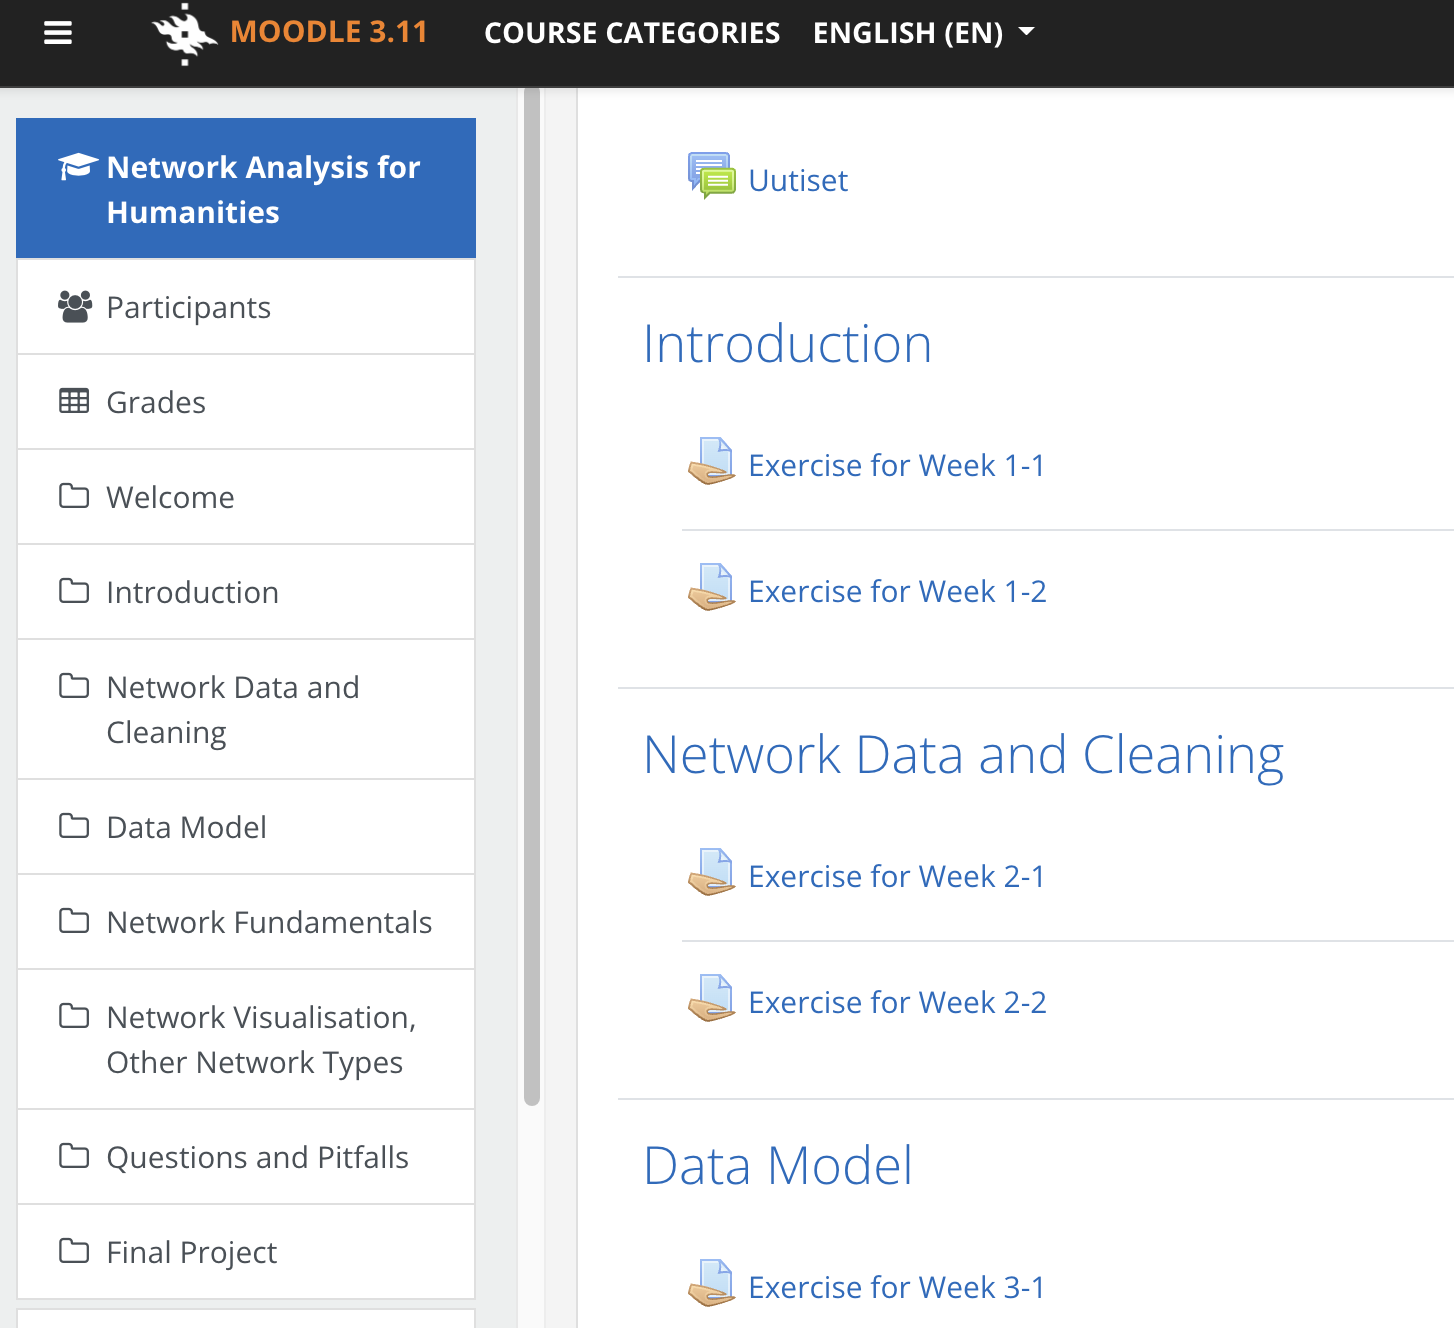 MOODLE 3.11
COURSE CATEGORIES
ENGLISH (EN)
Network Analysis for
Humanities
Participants
Grades
Welcome
Introduction
Network Data and
Cleaning
Data Model
Network Fundamentals
Network Visualisation,
Other Network Types
Questions and Pitfalls
Final Project
Uutiset
Introduction
Exercise for Week 1-1
Exercise for Week 1-2
Network Data and Cleaning
Exercise for Week 2-1
Exercise for Week 2-2
Data Model
Exercise for Week 3-1